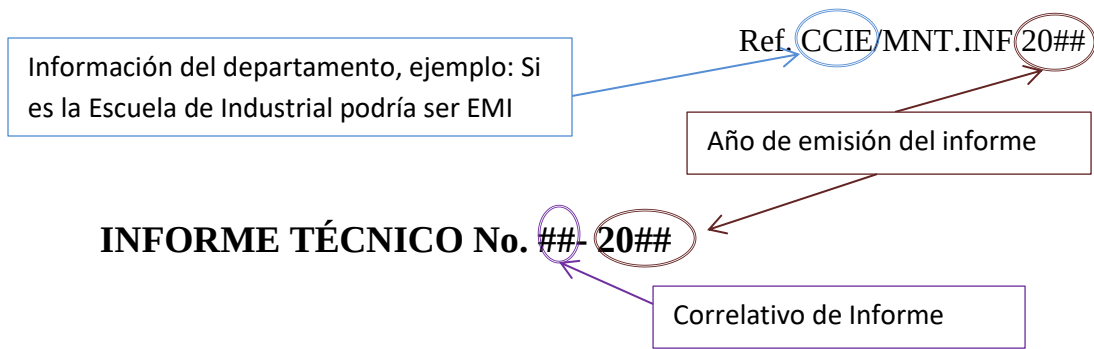 Ref. CCIE/MNT.INF 20##
Información del departamento, ejemplo: Si
es la Escuela de Industrial podría ser EMI
Año de emisión del informe
INFORME TÉCNICO No. ##- 20##
Correlativo de Informe